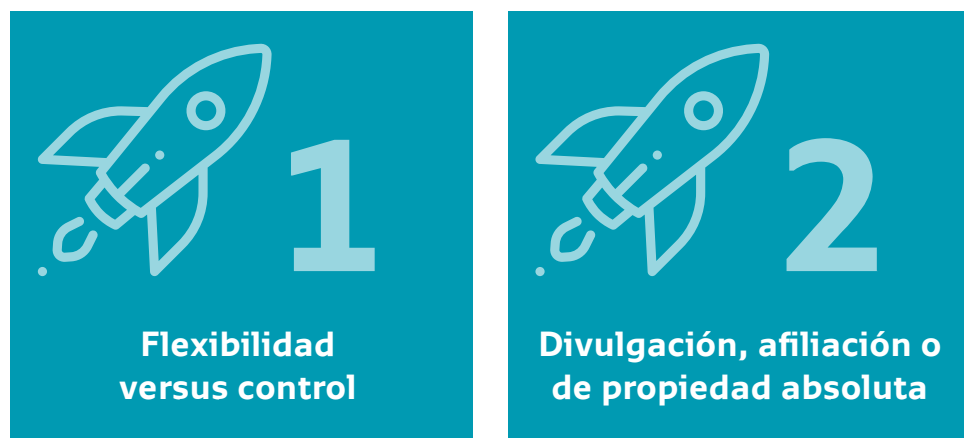 1
Flexibilidad
versus control
2
Divulgación, afiliación o
de propiedad absoluta